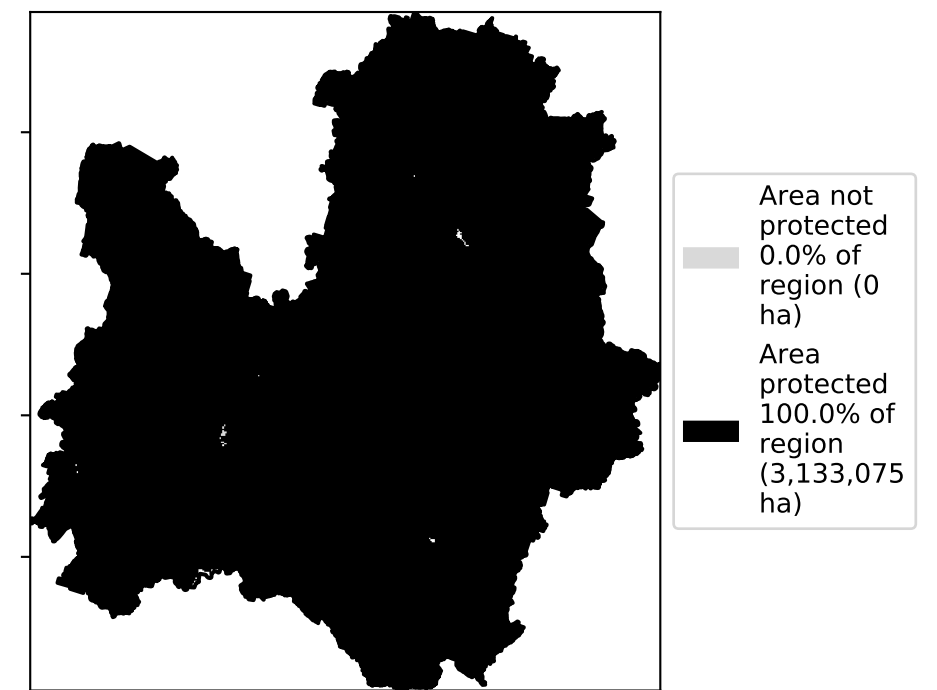 Area not
protected
0.0% of
region (0
ha)
Area
protected
100.0% of
region
(3,133,075
ha)